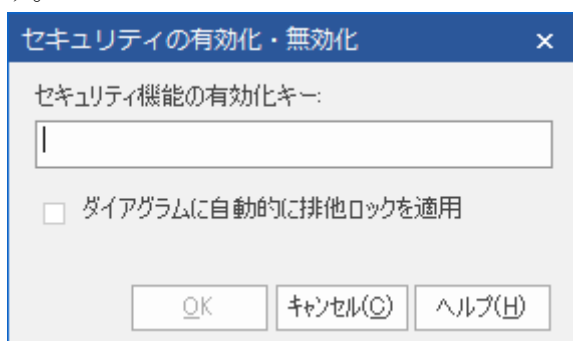 セキュリティの有効化・無効化
セキュリティ機能の有効化キー:
ダイアグラムに自動的に排他ロックを適用
OK キャンセル(C) ヘルプ(H)